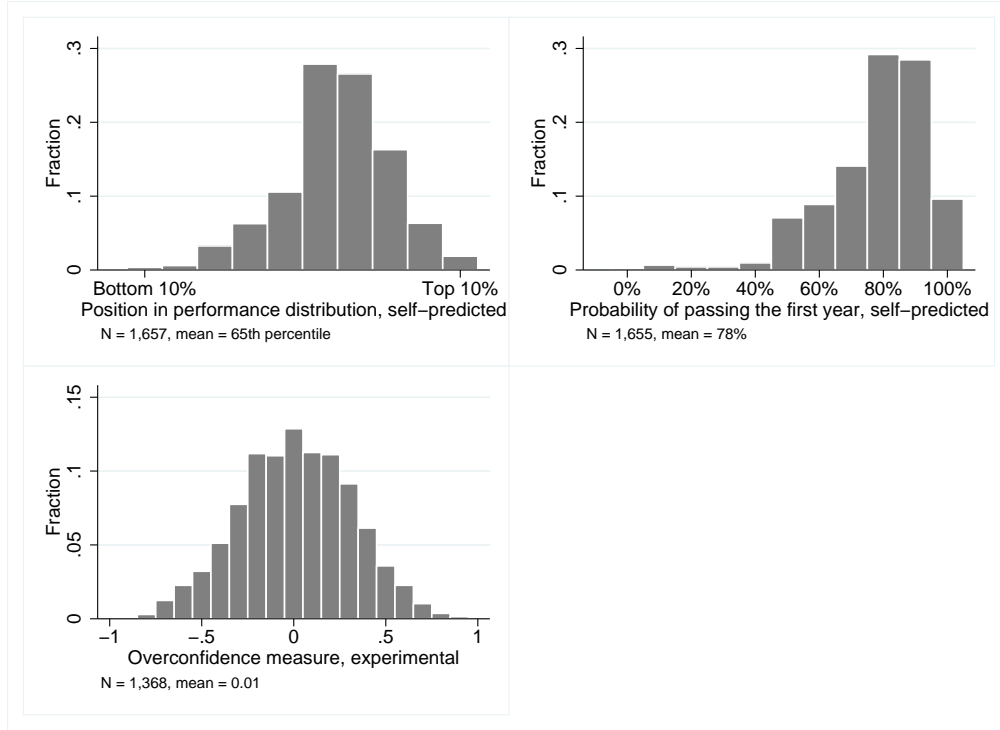 .3
.2
.1
0
Fraction
Bottom 10% Top 10%
Position in performance distribution, self−predicted
N = 1,657, mean = 65th percentile
.3
.2
.1
0
Fraction
0% 20% 40% 60% 80% 100%
Probability of passing the first year, self−predicted
N = 1,655, mean = 78%
.15
.1
.05
0
Fraction
−1 −.5 0 .5 1
Overconfidence measure, experimental
N = 1,368, mean = 0.01